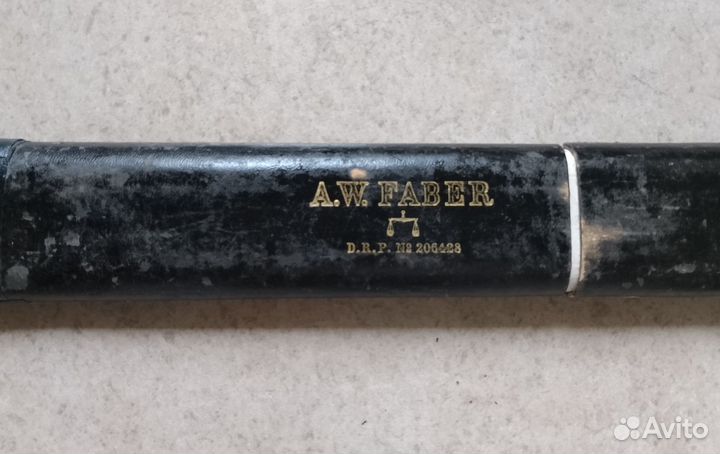 A.W. FABER
D.R.P. № 206428
Avito